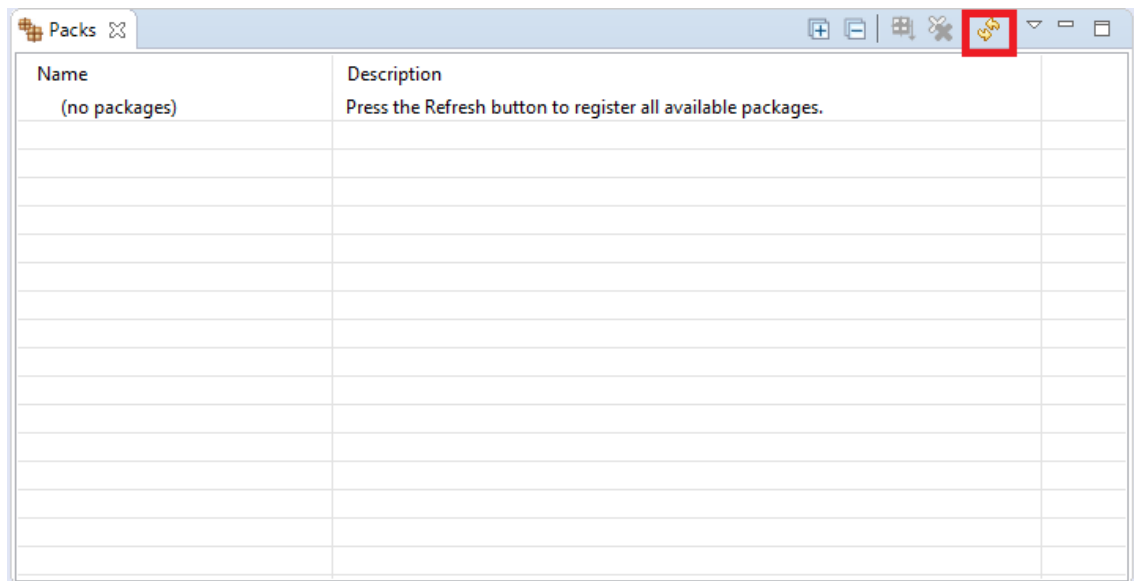 Packs
Name Description
(no packages) Press the Refresh button to register all available packages.